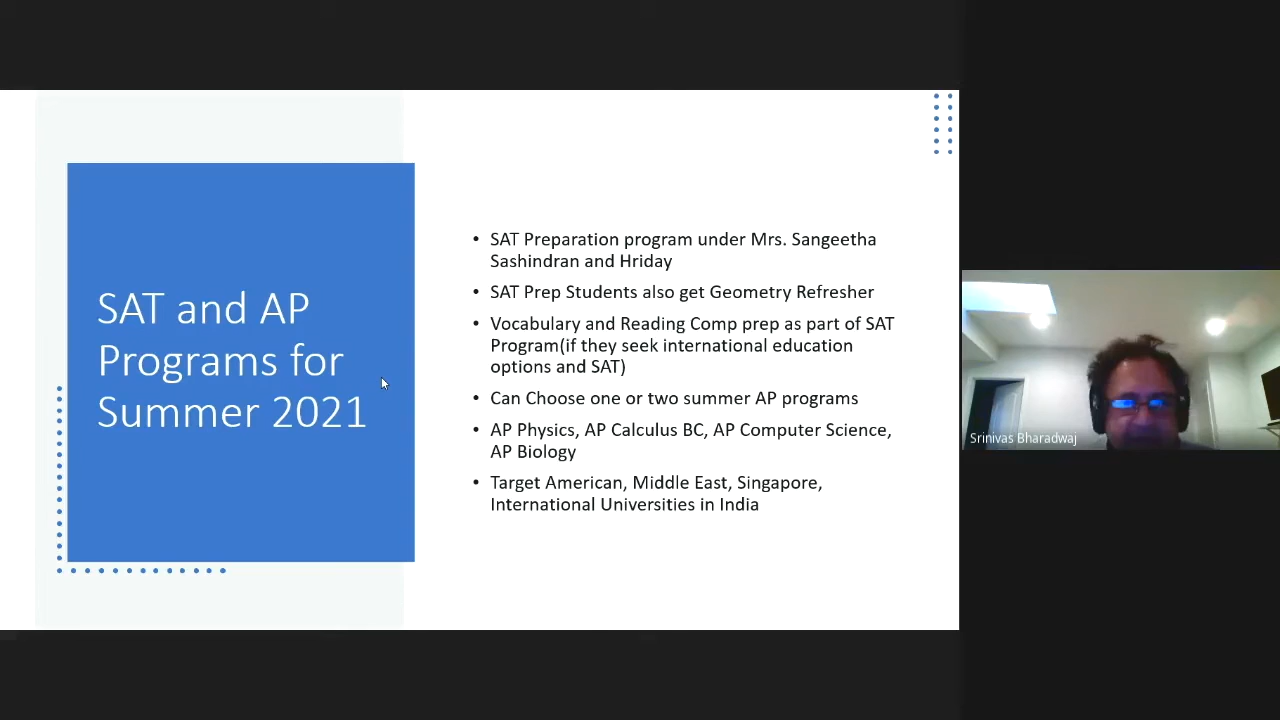 SAT and AP
Programs for
Summer 2021
• SAT Preparation program under Mrs. Sangeetha
Sashindran and Hriday
• SAT Prep Students also get Geometry Refresher
• Vocabulary and Reading Comp prep as part of SAT
Program(if they seek international education
options and SAT)
• Can Choose one or two summer AP programs
• AP Physics, AP Calculus BC, AP Computer Science,
AP Biology
• Target American, Middle East, Singapore,
International Universities in India
Srinivas Bharadwaj